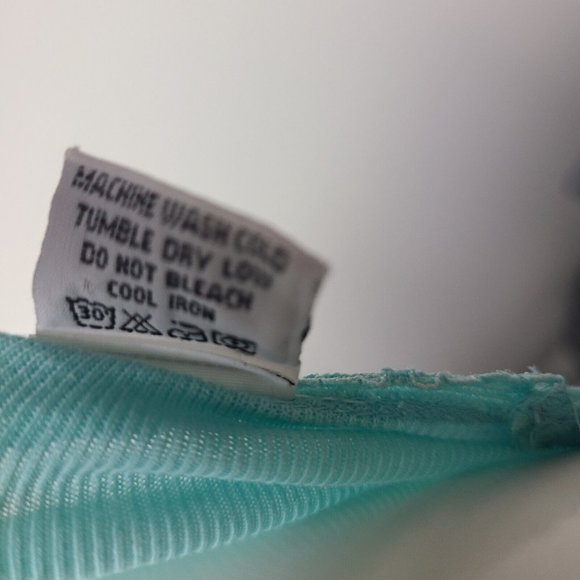 MACHINE WASH COLD
TUMBLE DRY LOW
DO NOT BLEACH
COOL IRON
30°